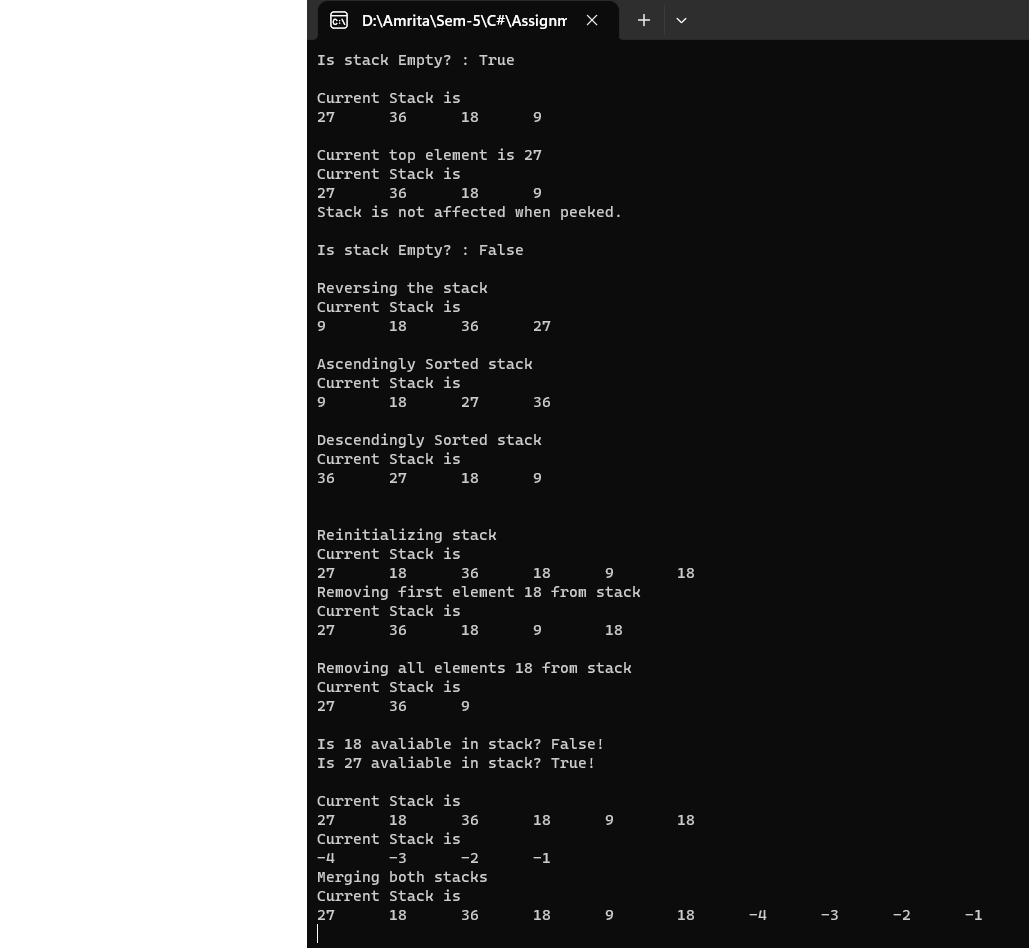 D:\Amrita\Sem-5\C#\Assignm
Is stack Empty? : True
Current Stack is
27 36 18 9
Current top element is 27
Current Stack is
27 36 18 9
Stack is not affected when peeked.
Is stack Empty? : False
Reversing the stack
Current Stack is
9 18 36 27
Ascendingly Sorted stack
Current Stack is
9 18 27 36
Descendingly Sorted stack
Current Stack is
36 27 18 9
Reinitializing stack
Current Stack is
27 18 36 18 9 18
Removing first element 18 from stack
Current Stack is
27 36 18 9 18
Removing all elements 18 from stack
Current Stack is
27 36 9
Is 18 avaliable in stack? False!
Is 27 avaliable in stack? True!
Current Stack is
27 18 36 18 9 18
Current Stack is
-4 -3 -2 -1
Merging both stacks
Current Stack is
27 18 36 18 9 18 -4 -3 -2 -1